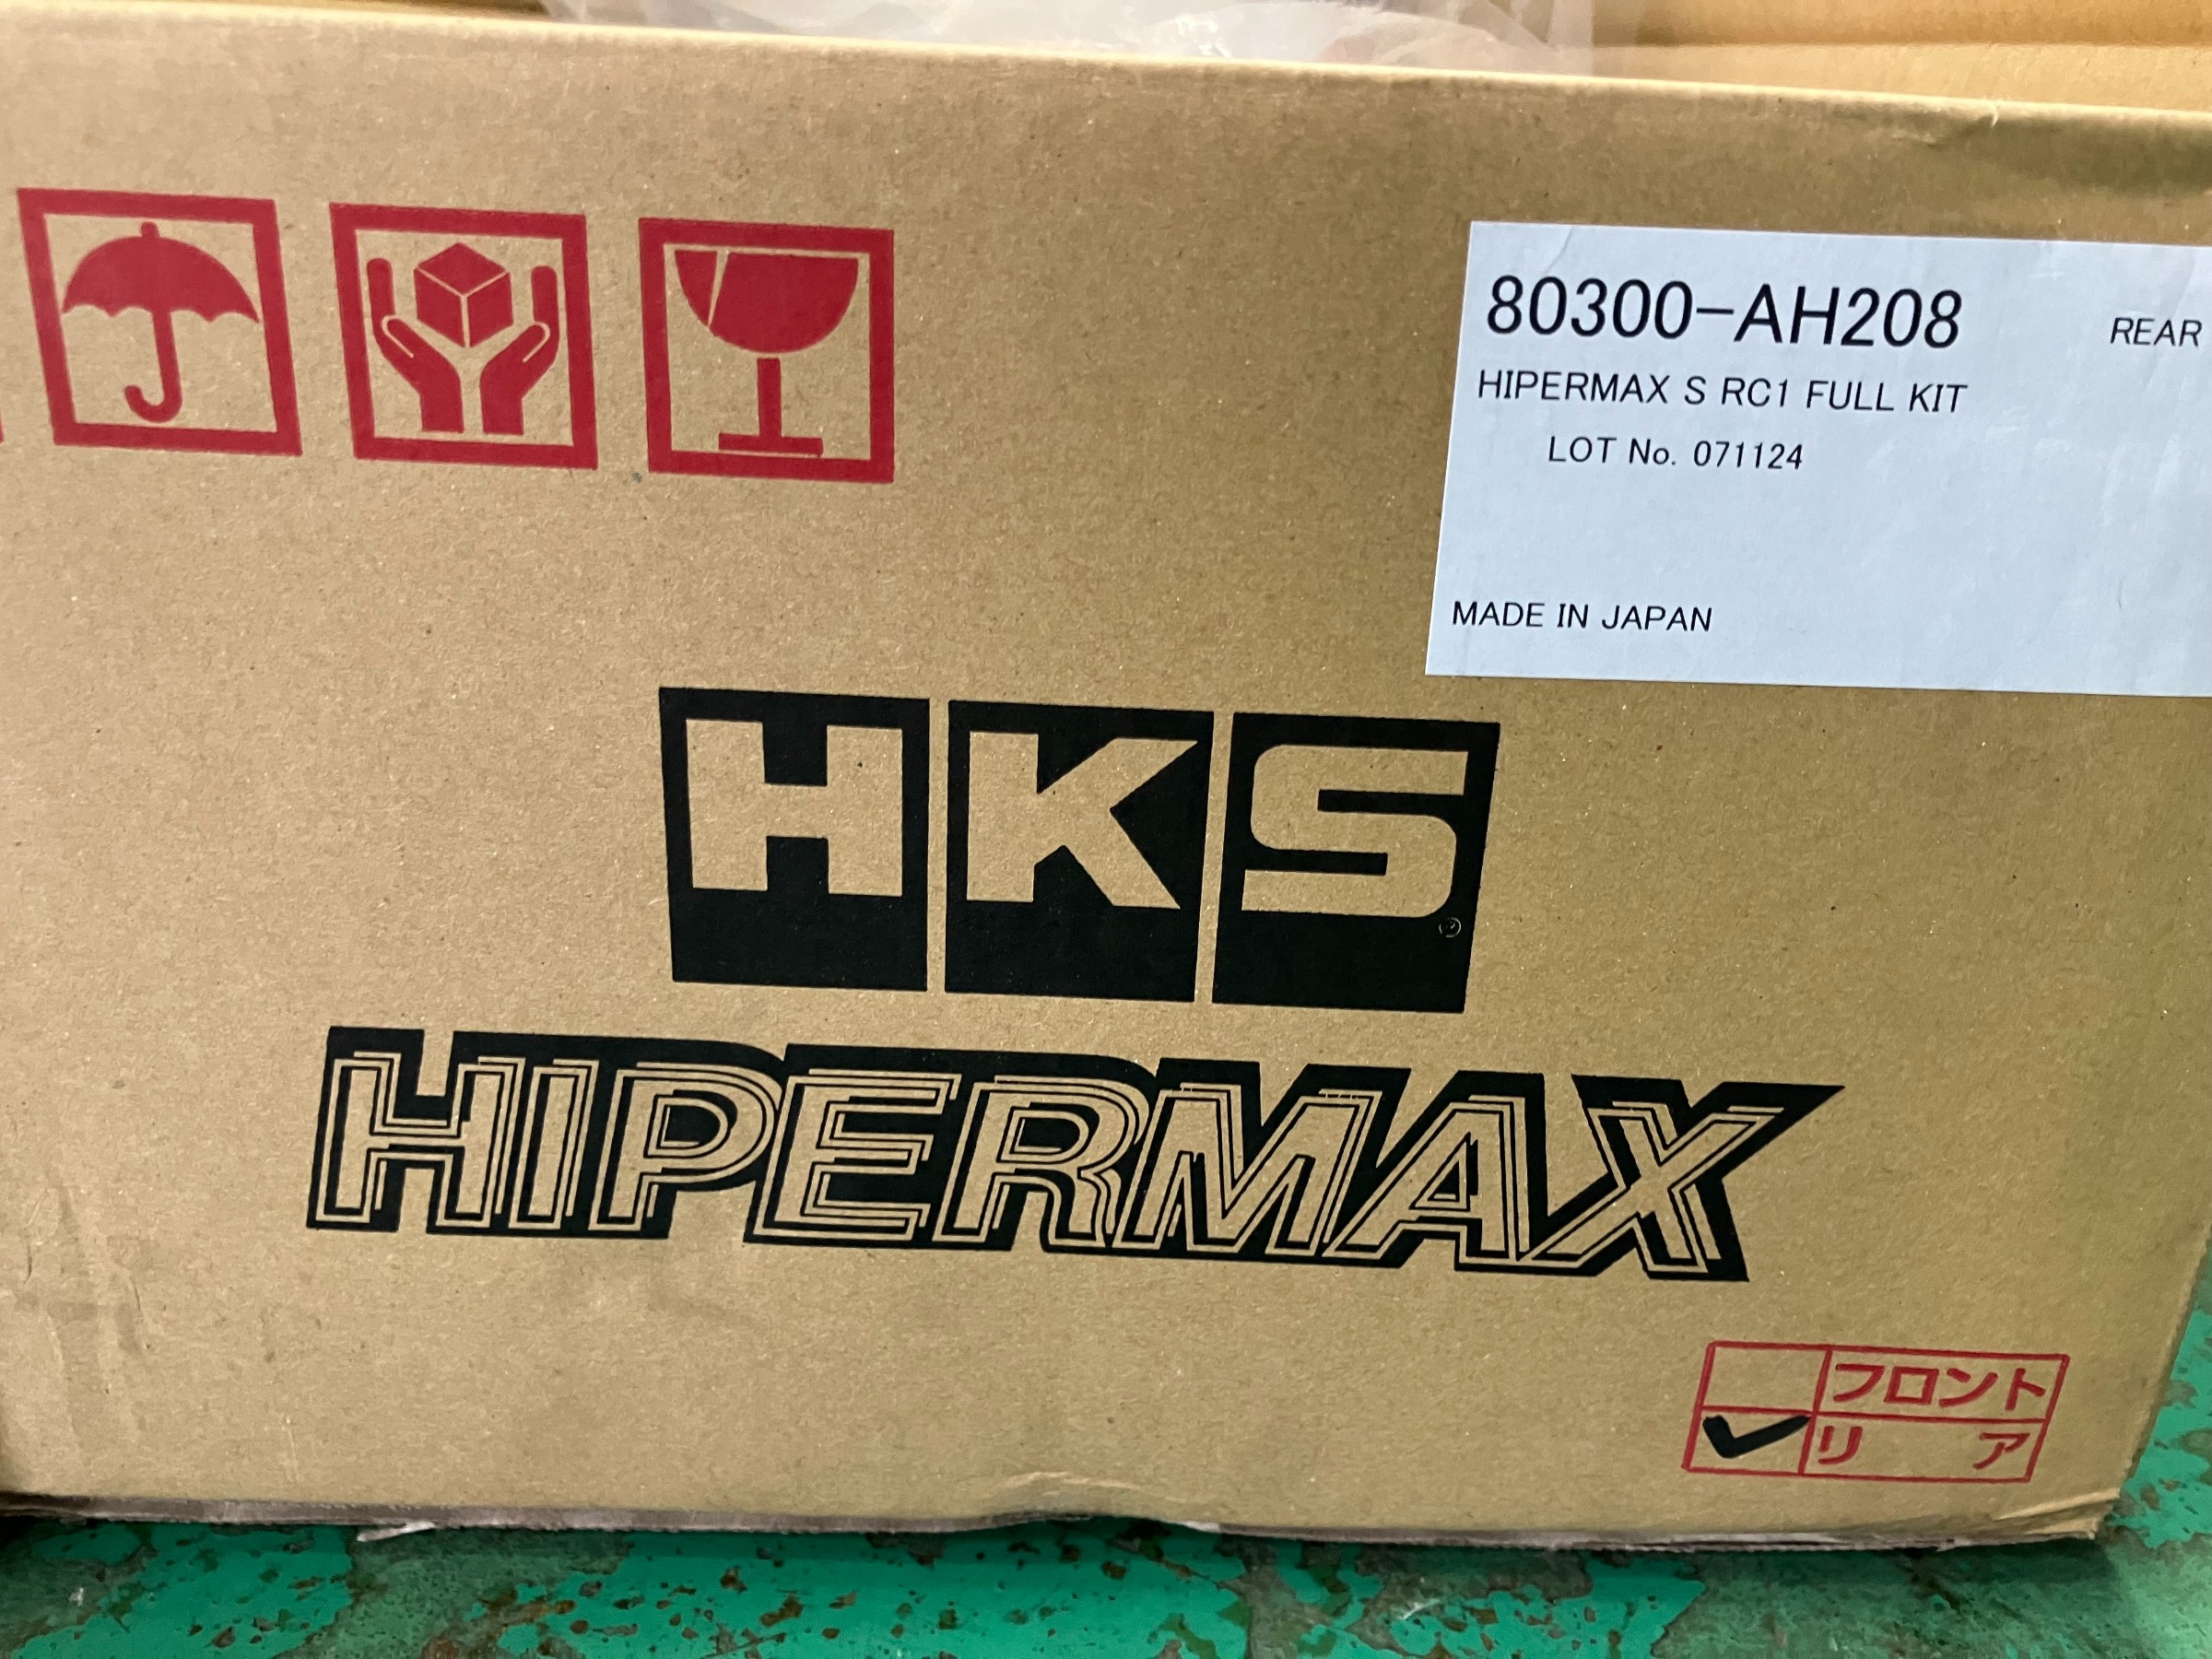 80300-AH208 REAR
HIPERMAX S RC1 FULL KIT
LOT No. 071124
MADE IN JAPAN
HKS®
HIPERMAX
フロント
リア